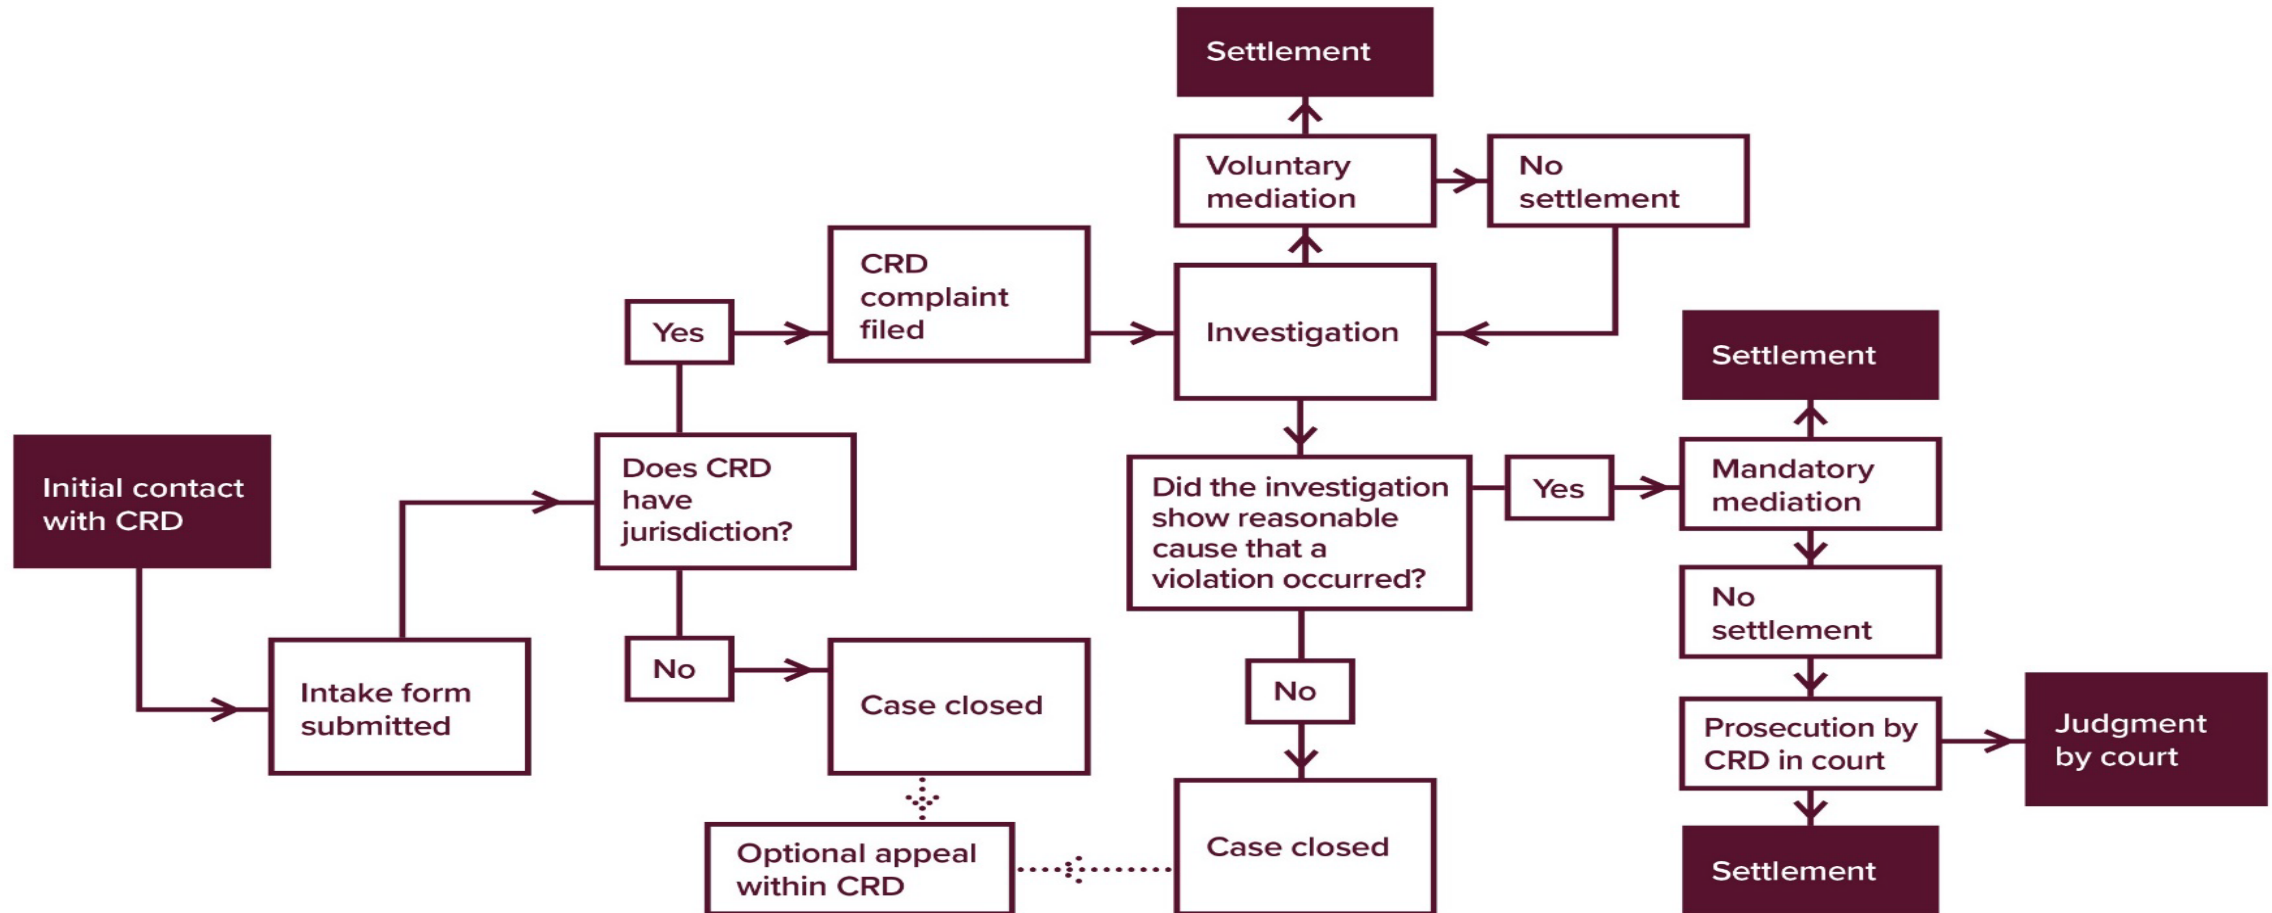 Settlement
Voluntary
mediation
No
settlement
CRD
complaint
filed
Yes
Investigation
Settlement
Initial contact
with CRD
Does CRD
have
jurisdiction?
Did the investigation
show reasonable
cause that a
violation occurred?
Yes
Mandatory
mediation
No
settlement
Intake form
submitted
No
Case closed
No
Prosecution by
CRD in court
Judgment
by court
Optional appeal
within CRD
Case closed
Settlement